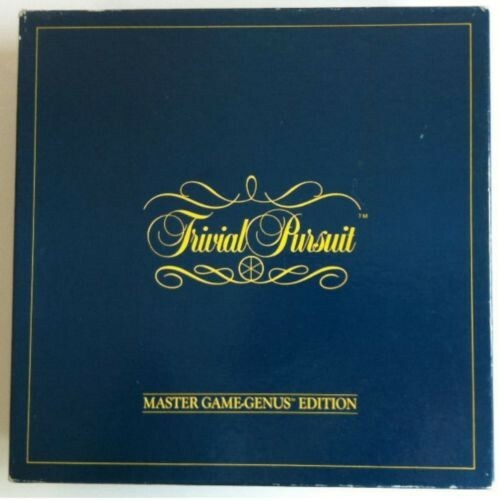 Trivial Pursuit™
MASTER GAME-GENUS™ EDITION